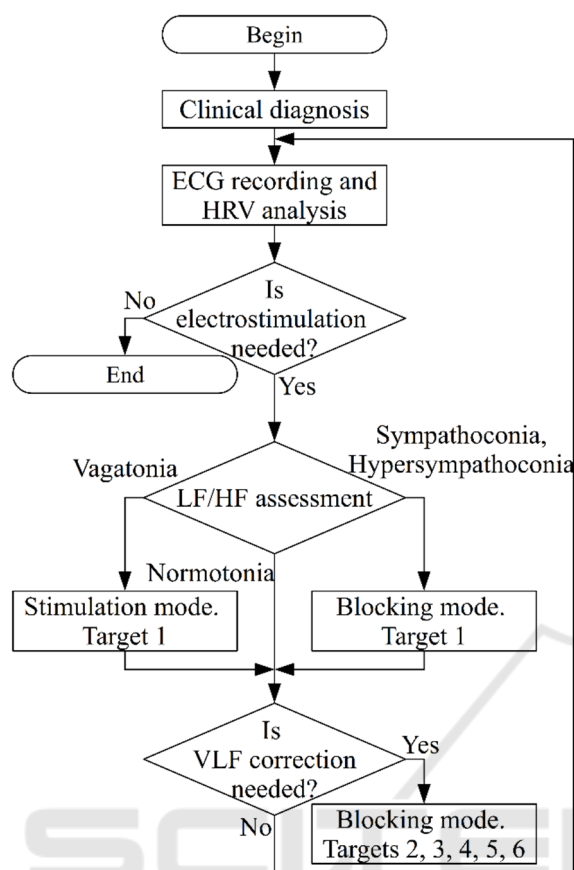 Begin
Clinical diagnosis
ECG recording and
HRV analysis
Is
electrostimulation
needed?
No
End
Yes
LF/HF assessment
Vagatonia
Sympathoconia,
Hypersympathoconia
Normotonia
Stimulation mode.
Target 1
Blocking mode.
Target 1
Is
VLF correction
needed?
Yes
No
Blocking mode.
Targets 2, 3, 4, 5, 6